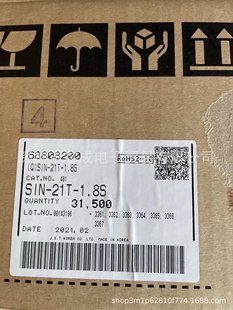 4
68808200
(Q)SIN-21T-1.8S
RoHS2-10
CAT.NO. 401
SIN-21T-1.8S
QUANTITY 31,500
LOT.NO. 00143196 - 3361, 3362, 3363, 3364, 3365, 3366,
3367
DATE 2021.02
J.S.T KOREA CO., LTD. MADE IN KOREA
shop3m1p62810f774.1688.com